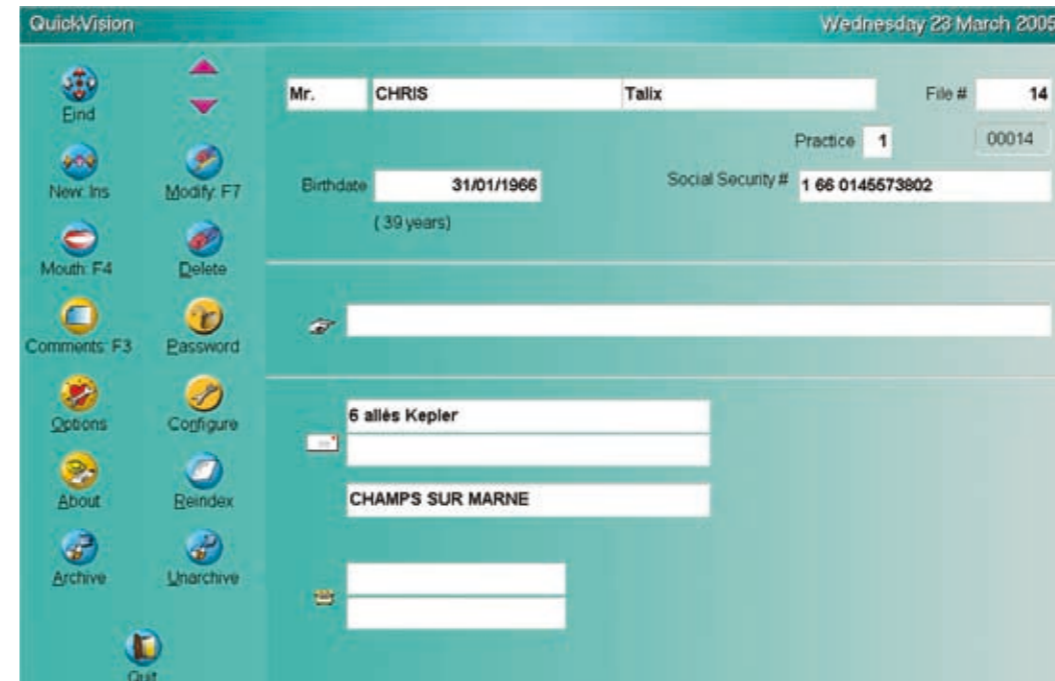 QuickVision Wednesday 23 March 2005
Mr. CHRIS Talix File # 14
Practice 1 00014
Birthdate 31/01/1966 Social Security # 1 66 0145573802
( 39 years)
6 allés Kepler
CHAMPS SUR MARNE
Find
New: Ins Modify: F7
Mouth: F4 Delete
Comments: F3 Password
Options Configure
About Reindex
Archive Unarchive
Quit